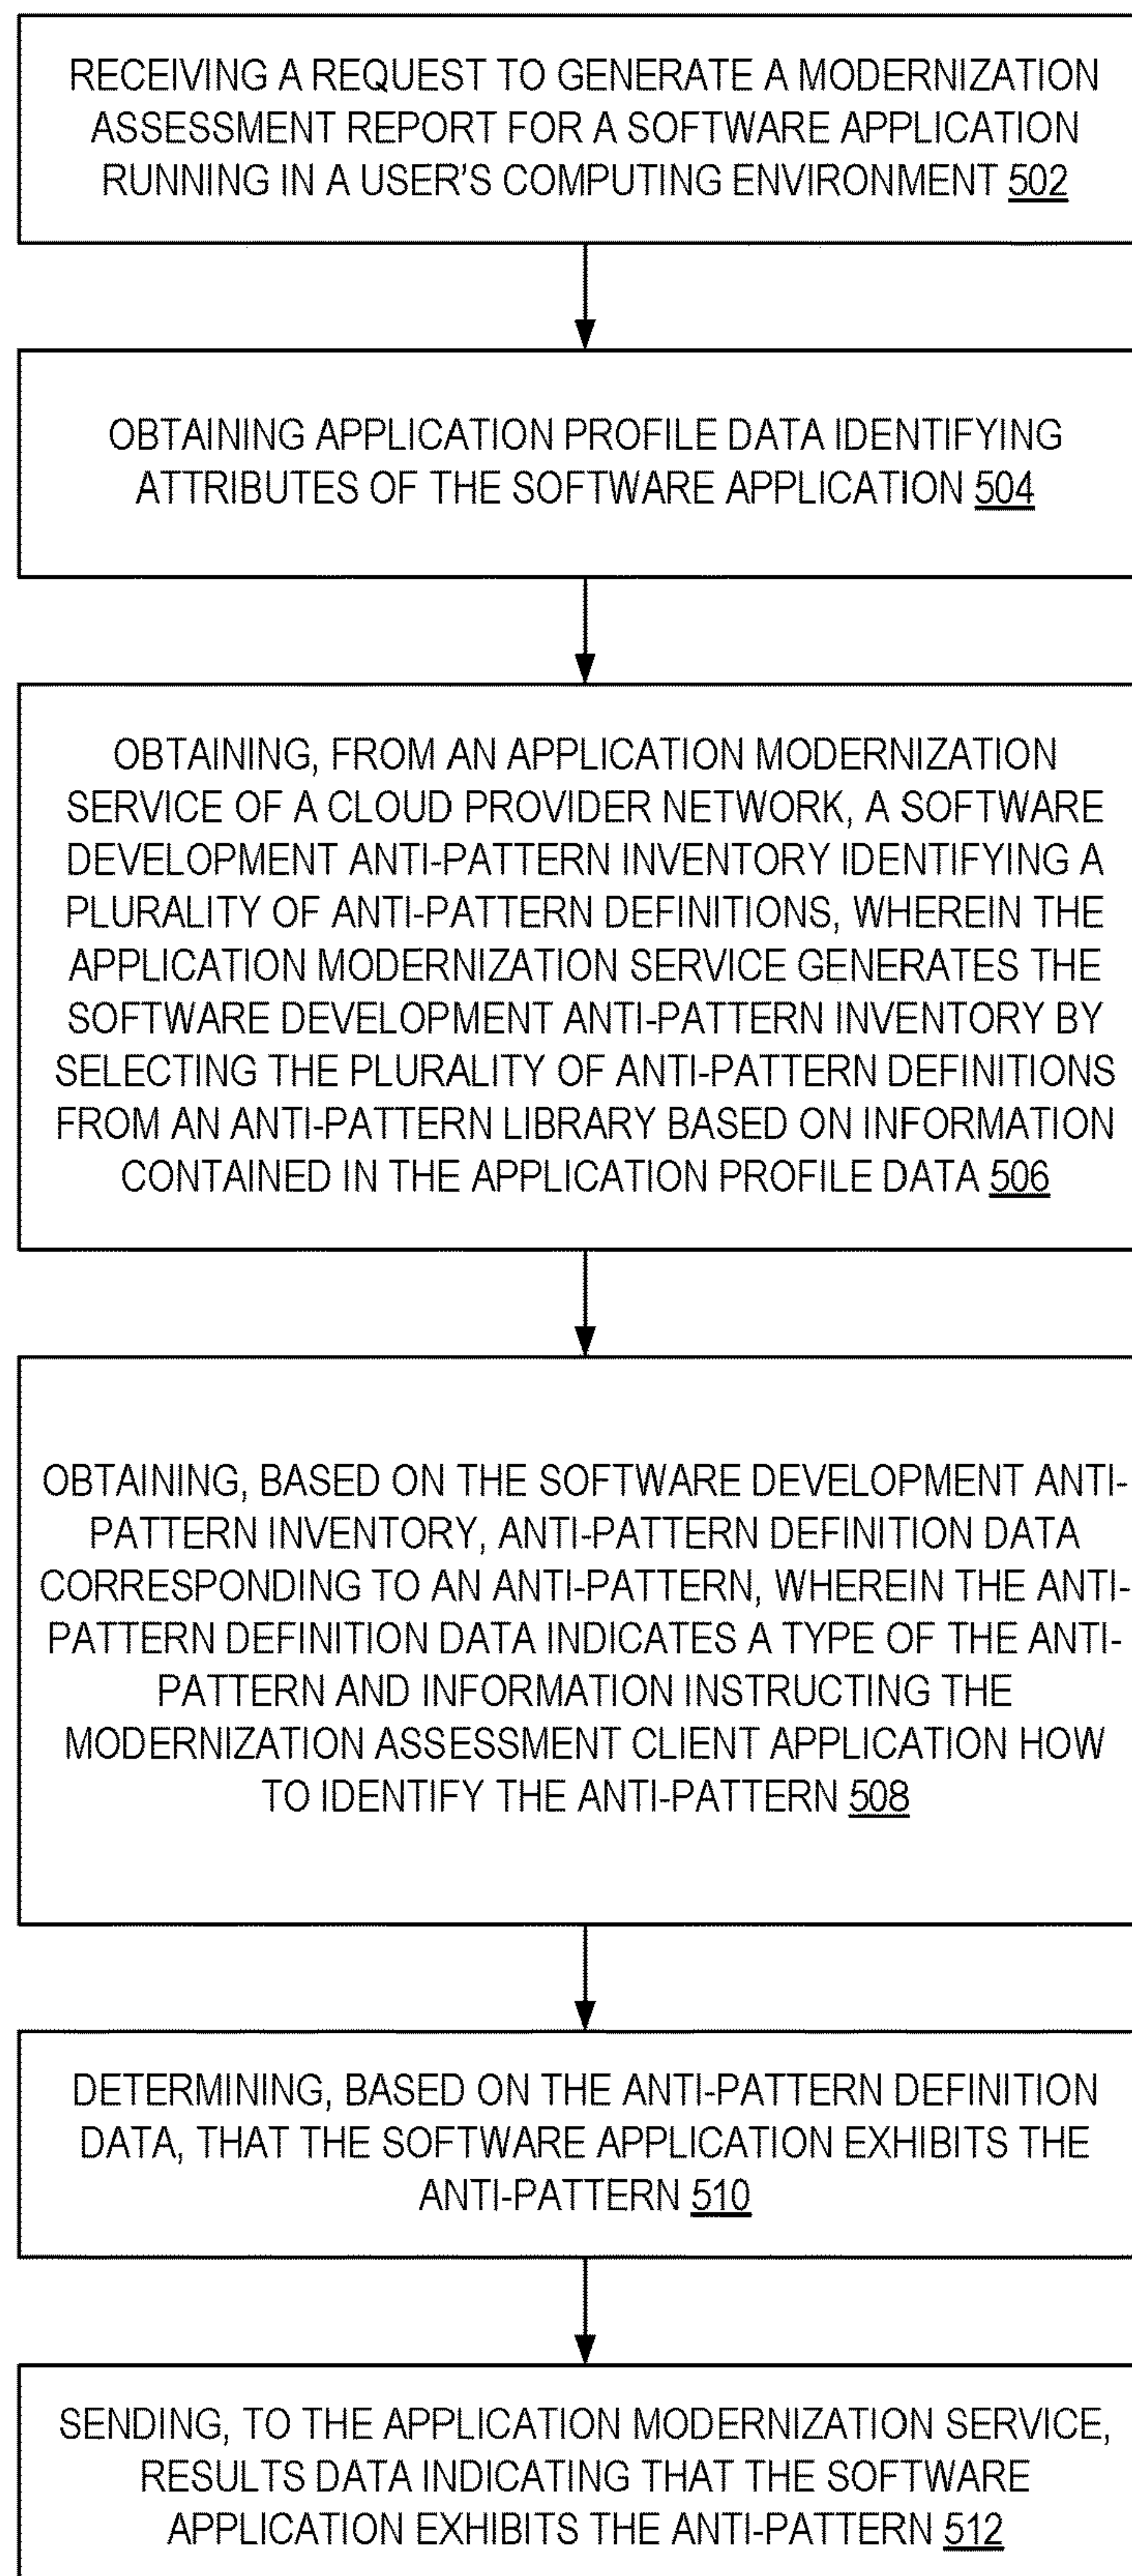 RECEIVING A REQUEST TO GENERATE A MODERNIZATION
ASSESSMENT REPORT FOR A SOFTWARE APPLICATION
RUNNING IN A USER'S COMPUTING ENVIRONMENT 502
OBTAINING APPLICATION PROFILE DATA IDENTIFYING
ATTRIBUTES OF THE SOFTWARE APPLICATION 504
OBTAINING, FROM AN APPLICATION MODERNIZATION
SERVICE OF A CLOUD PROVIDER NETWORK, A SOFTWARE
DEVELOPMENT ANTI-PATTERN INVENTORY IDENTIFYING A
PLURALITY OF ANTI-PATTERN DEFINITIONS, WHEREIN THE
APPLICATION MODERNIZATION SERVICE GENERATES THE
SOFTWARE DEVELOPMENT ANTI-PATTERN INVENTORY BY
SELECTING THE PLURALITY OF ANTI-PATTERN DEFINITIONS
FROM AN ANTI-PATTERN LIBRARY BASED ON INFORMATION
CONTAINED IN THE APPLICATION PROFILE DATA 506
OBTAINING, BASED ON THE SOFTWARE DEVELOPMENT ANTI-
PATTERN INVENTORY, ANTI-PATTERN DEFINITION DATA
CORRESPONDING TO AN ANTI-PATTERN, WHEREIN THE ANTI-
PATTERN DEFINITION DATA INDICATES A TYPE OF THE ANTI-
PATTERN AND INFORMATION INSTRUCTING THE
MODERNIZATION ASSESSMENT CLIENT APPLICATION HOW
TO IDENTIFY THE ANTI-PATTERN 508
DETERMINING, BASED ON THE ANTI-PATTERN DEFINITION
DATA, THAT THE SOFTWARE APPLICATION EXHIBITS THE
ANTI-PATTERN 510
SENDING, TO THE APPLICATION MODERNIZATION SERVICE,
RESULTS DATA INDICATING THAT THE SOFTWARE
APPLICATION EXHIBITS THE ANTI-PATTERN 512